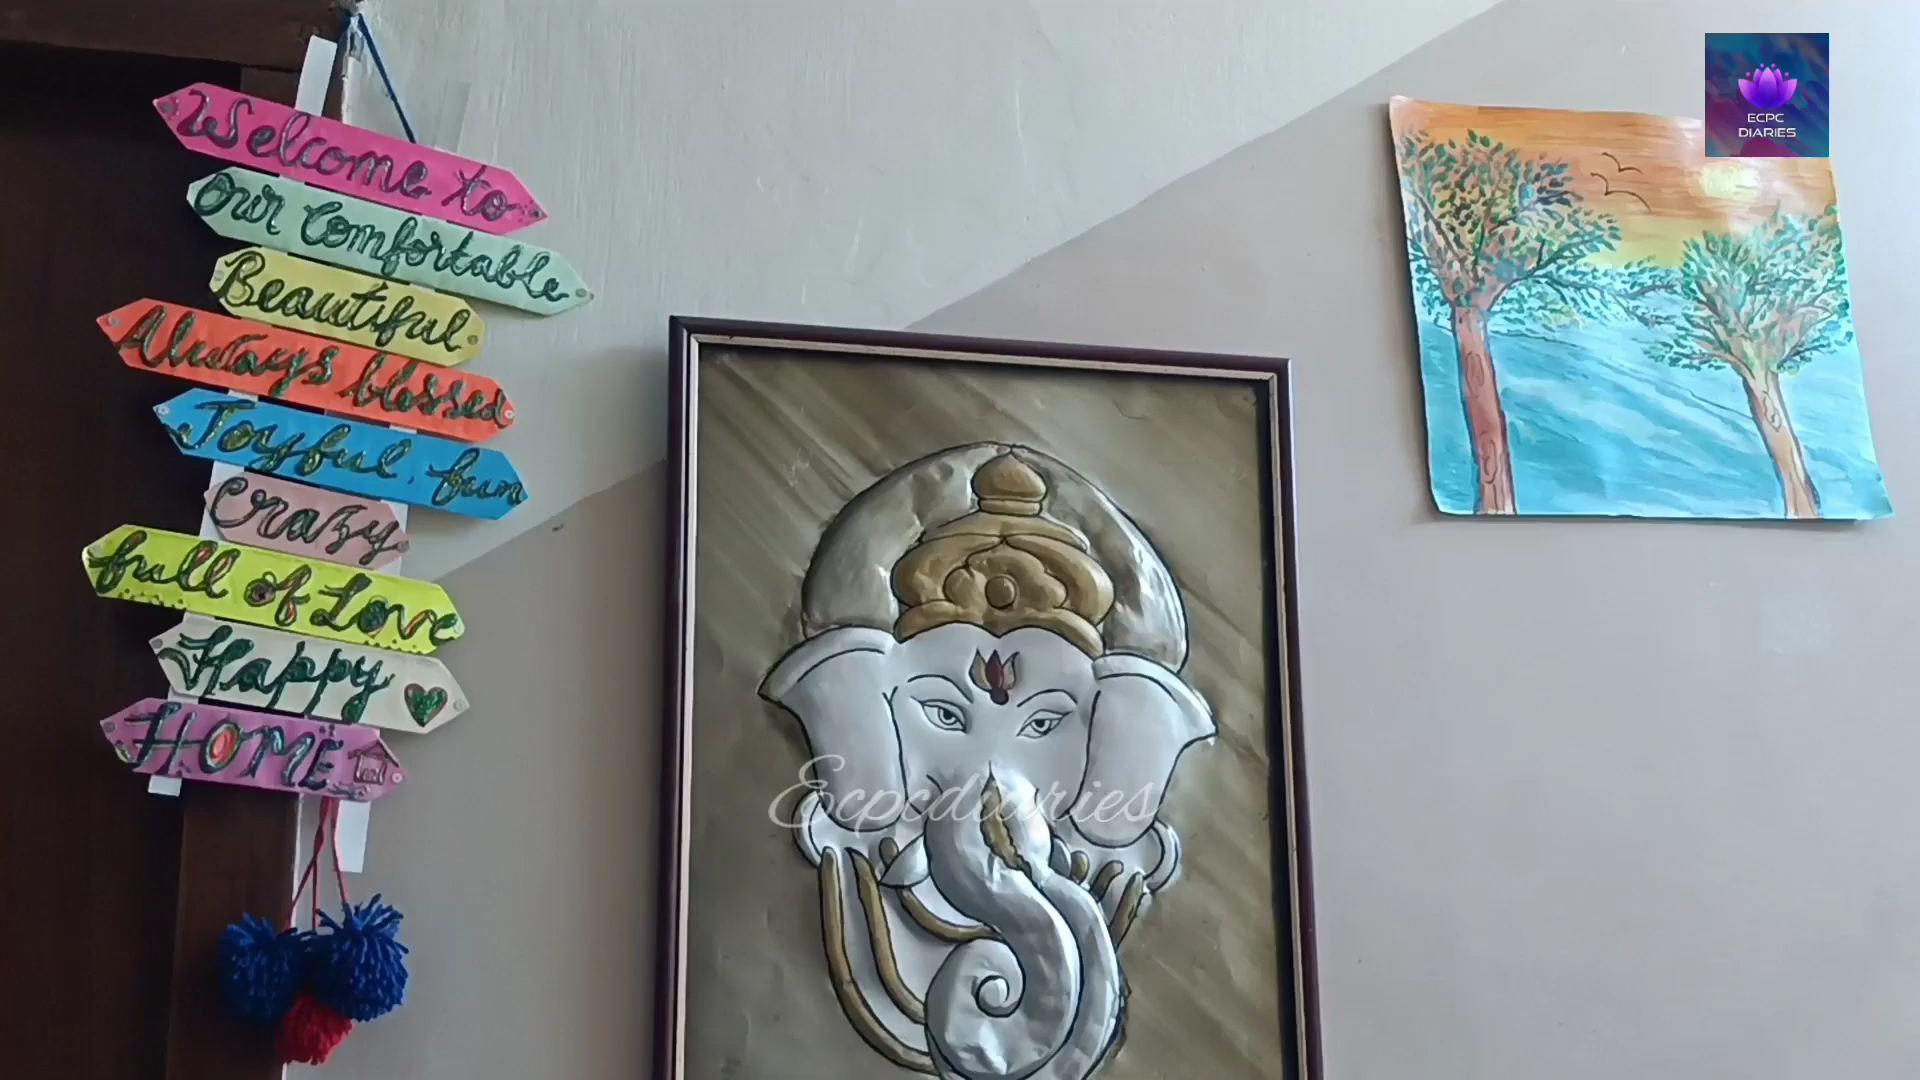 Welcome to
Our Comfortable
Beautiful
Always blessed
Joyful, fun
Crazy
full of Love
Happy
HOME
Ecpcdiaries
ECPC
DIARIES